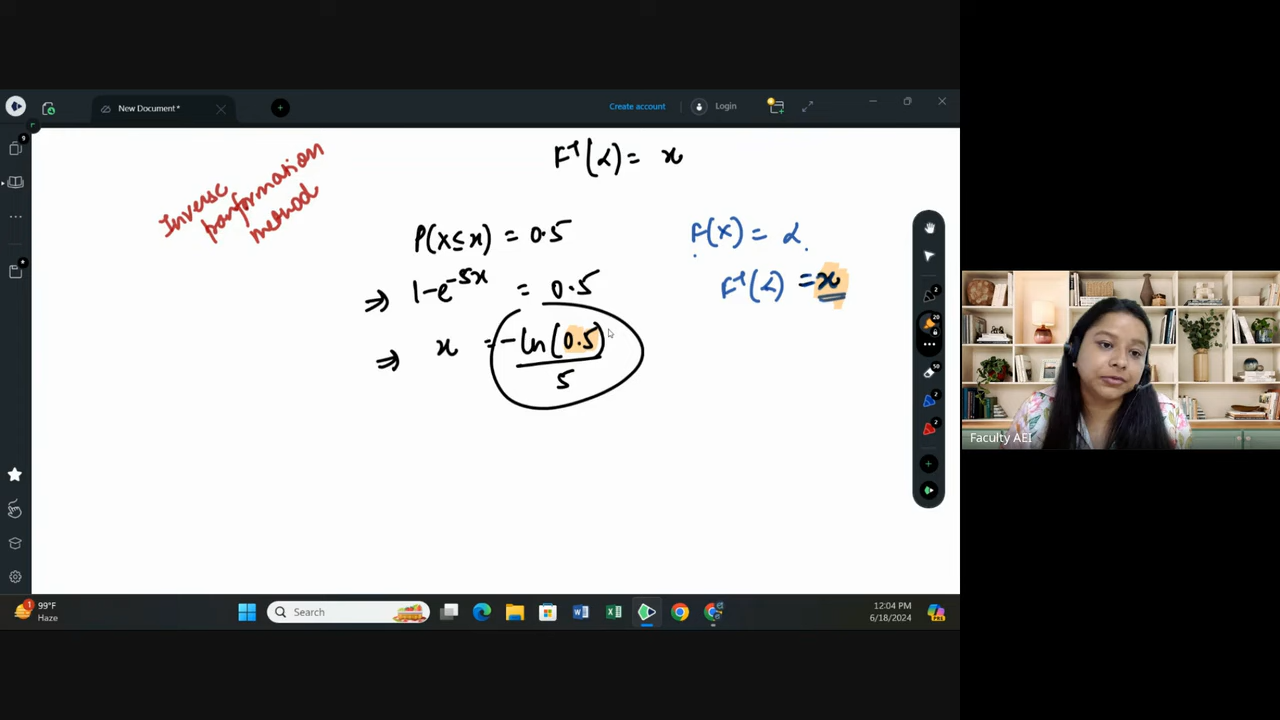 New Document*
Create account
Login
F⁻¹(α) = x
Inverse
tranformation
method
P(X≤x) = 0.5
F(x) = α
⇒ 1-e^-5x = 0.5
F⁻¹(α) = x
⇒ x = -ln(0.5)
5
Faculty AEI
99°F
Haze
Search
12:04 PM
6/18/2024